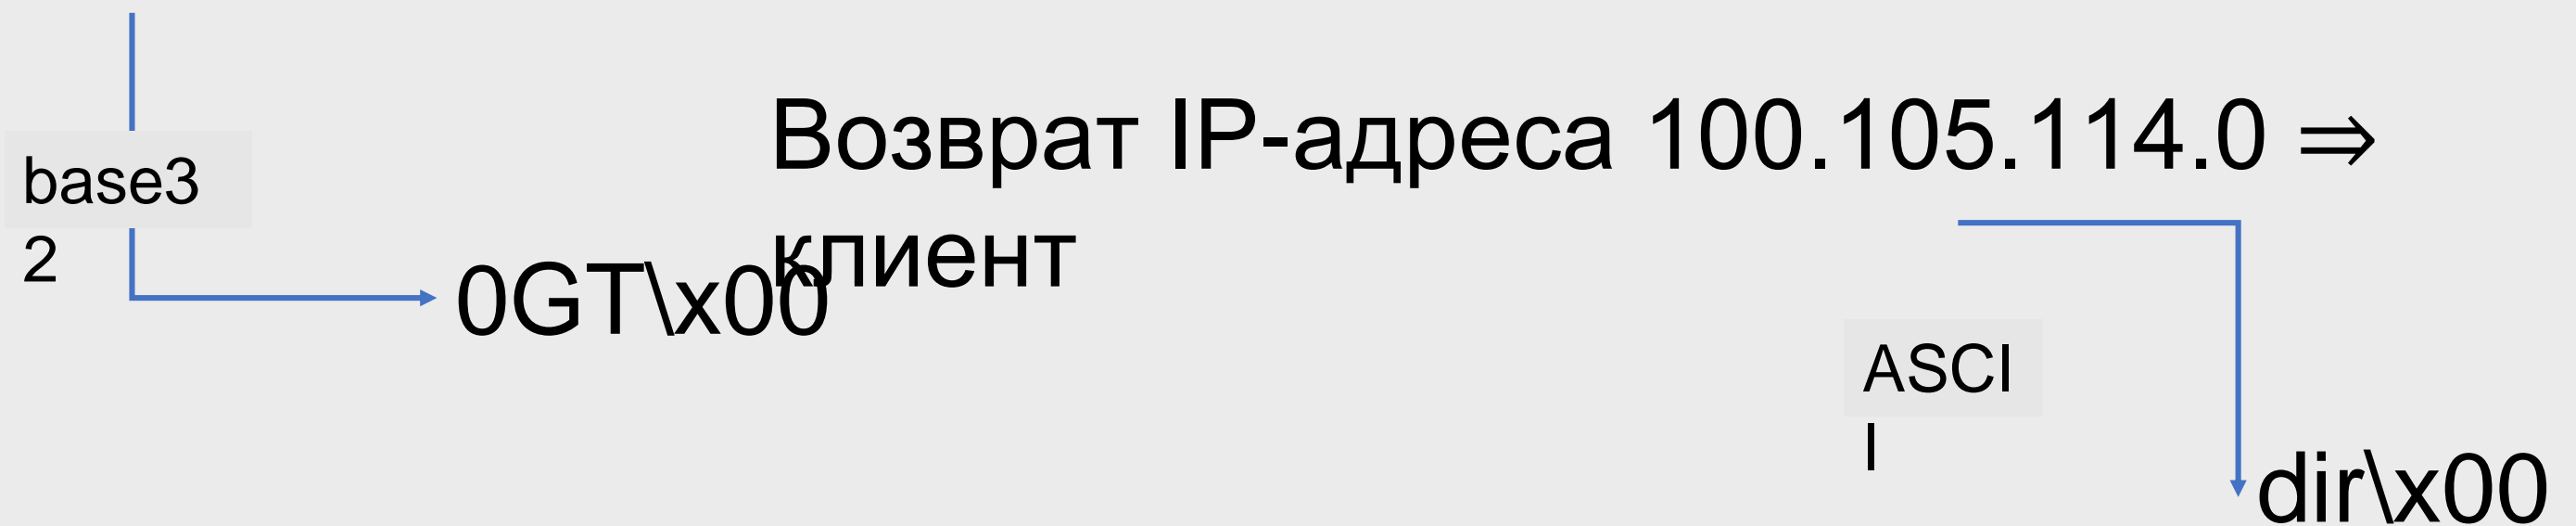 Возврат IP-адреса 100.105.114.0 ⇒
клиент
base3
2
0GT\x00
ASCI
I
dir\x00